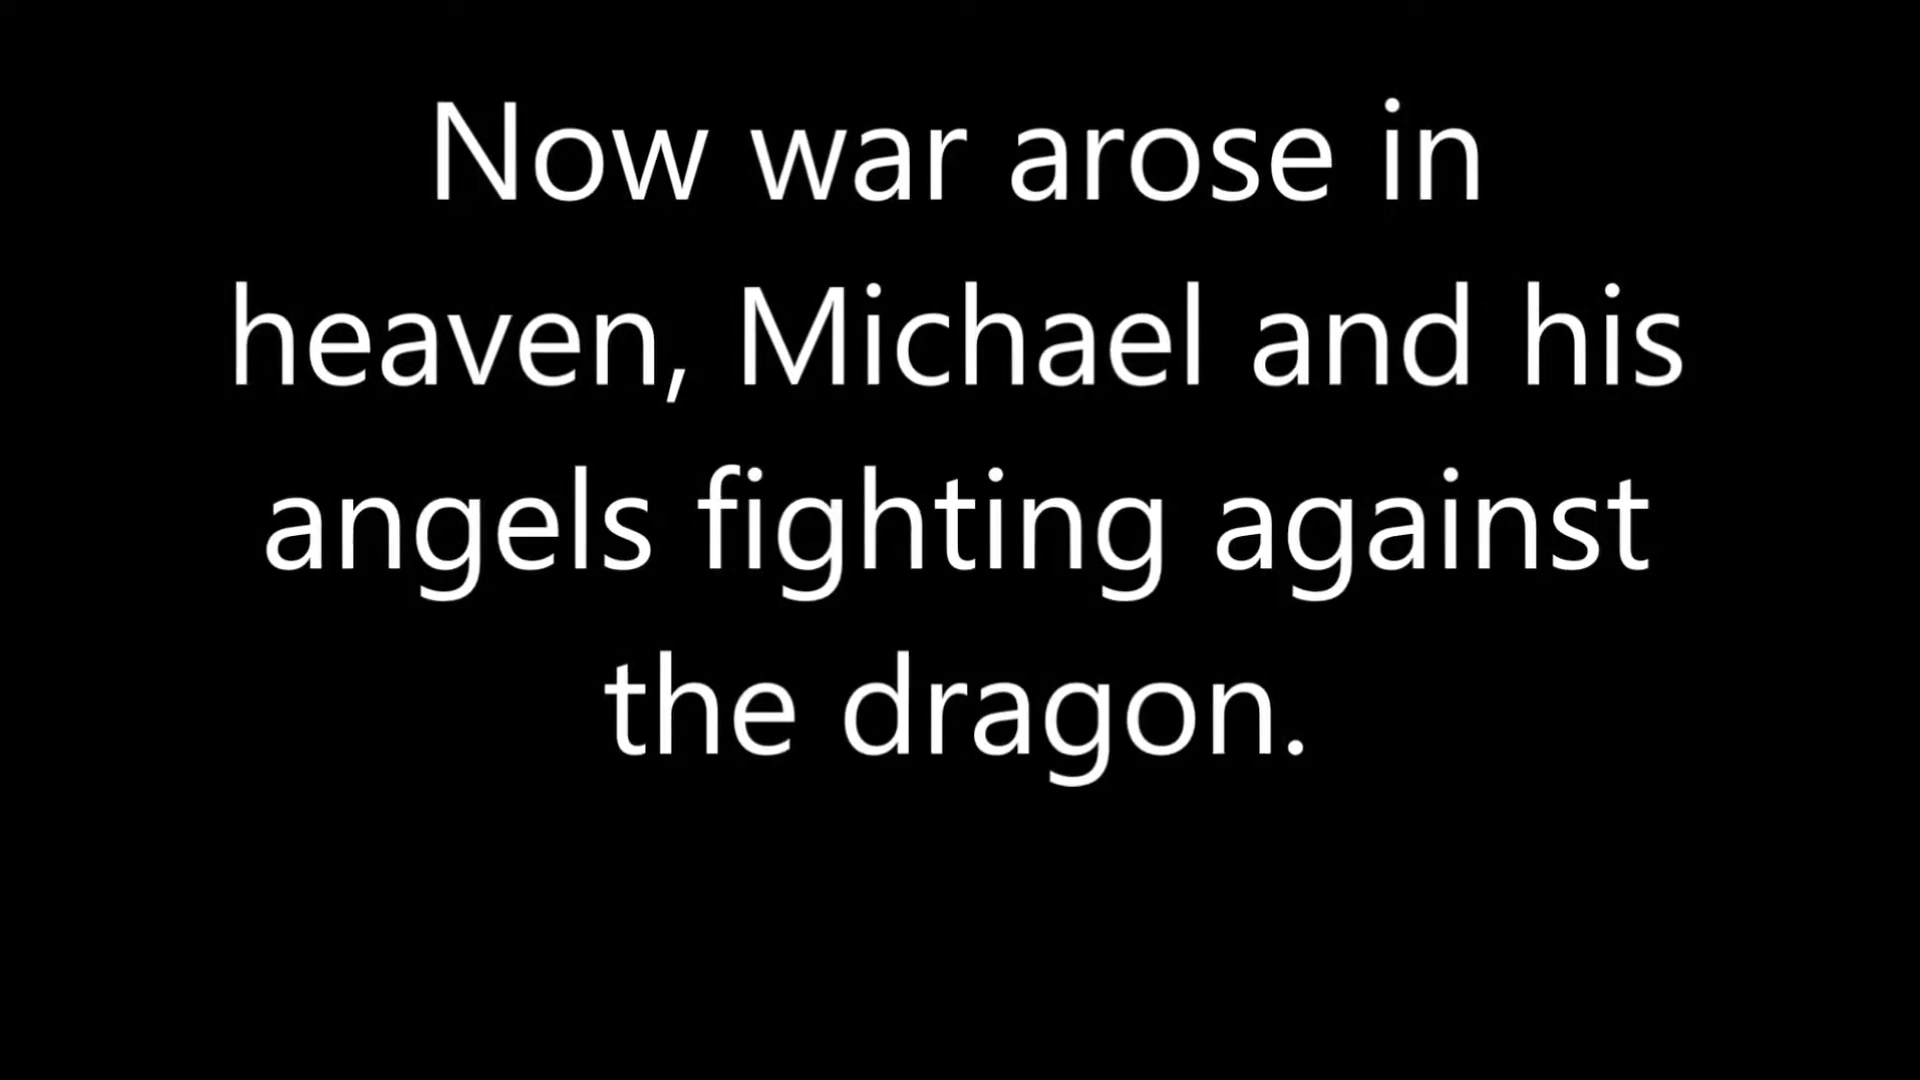 Now war arose in
heaven, Michael and his
angels fighting against
the dragon.